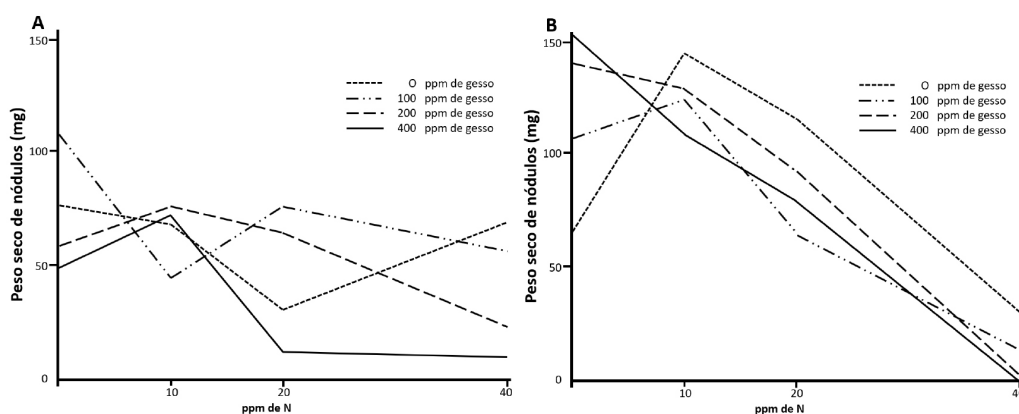 A
150
100
50
0
10
20
40
Peso seco de nódulos (mg)
ppm de N
O ppm de gesso
100 ppm de gesso
200 ppm de gesso
400 ppm de gesso
B
150
100
50
0
10
20
4
Peso seco de nódulos (mg)
ppm de N
O ppm de gesso
100 ppm de gesso
200 ppm de gesso
400 ppm de gesso